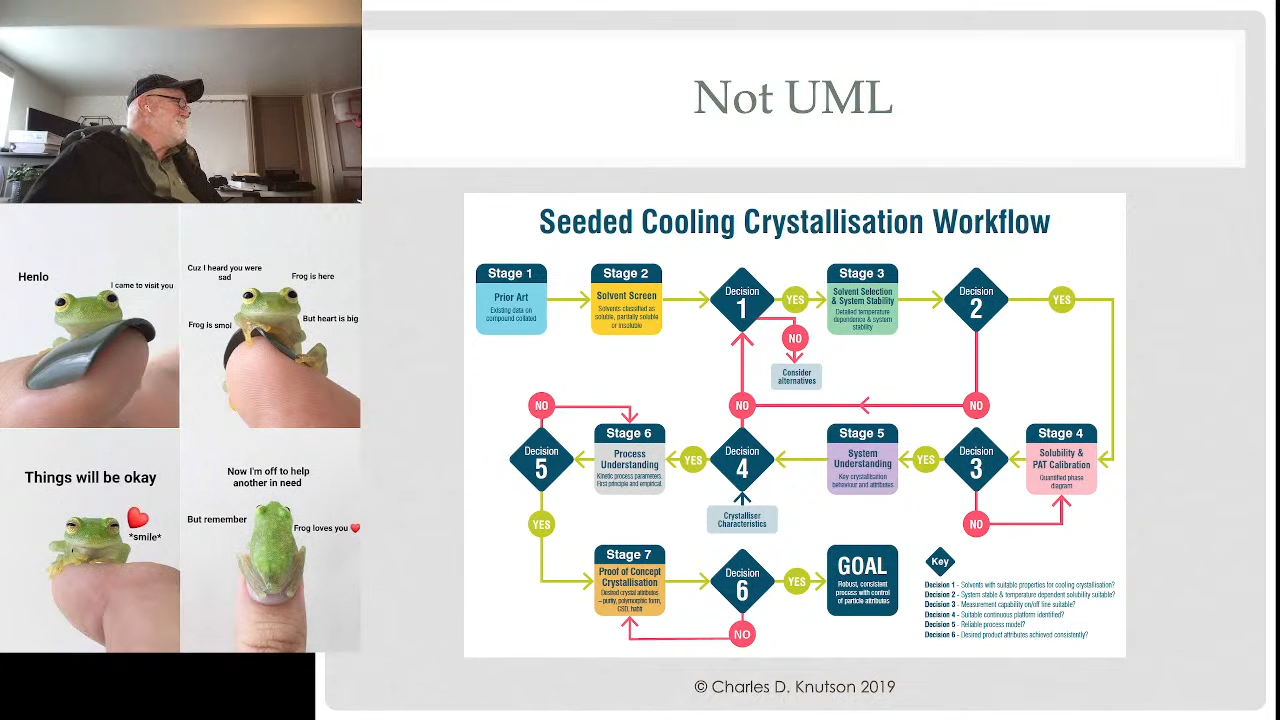 Not UML
Henlo
I came to visit you
Cuz I heard you were
sad
Frog is here
Frog is smol
But heart is big
Things will be okay
*smile*
Now I'm off to help
another in need
But remember
Frog loves you
Seeded Cooling Crystallisation Workflow
Stage 1
Prior Art
Existing data on
compound collated
Stage 2
Solvent Screen
Solvents classified as
soluble, partially soluble
or insoluble
Decision
1
YES
NO
Consider
alternatives
Stage 3
Solvent Selection
& System Stability
Detailed temperature
dependence & system
stability
Decision
2
YES
NO
NO
Stage 4
Solubility &
PAT Calibration
Quantified phase
diagram
Decision
3
NO
YES
Stage 5
System
Understanding
Key crystallisation
behaviour and attributes
Decision
4
Crystalliser
Characteristics
YES
Stage 6
Process
Understanding
Kinetic process parameters.
First principle and empirical.
Decision
5
NO
YES
Stage 7
Proof of Concept
Crystallisation
Desired crystal attributes
– purity, polymorphic form,
CSD, habit
Decision
6
YES
NO
GOAL
Robust, consistent
process with control
of particle attributes
Key
Decision 1 - Solvents with suitable properties for cooling crystallisation?
Decision 2 - System stable & temperature dependent solubility suitable?
Decision 3 - Measurement capability on/off line suitable?
Decision 4 - Suitable continuous platform identified?
Decision 5 - Reliable process model?
Decision 6 - Desired product attributes achieved consistently?
© Charles D. Knutson 2019